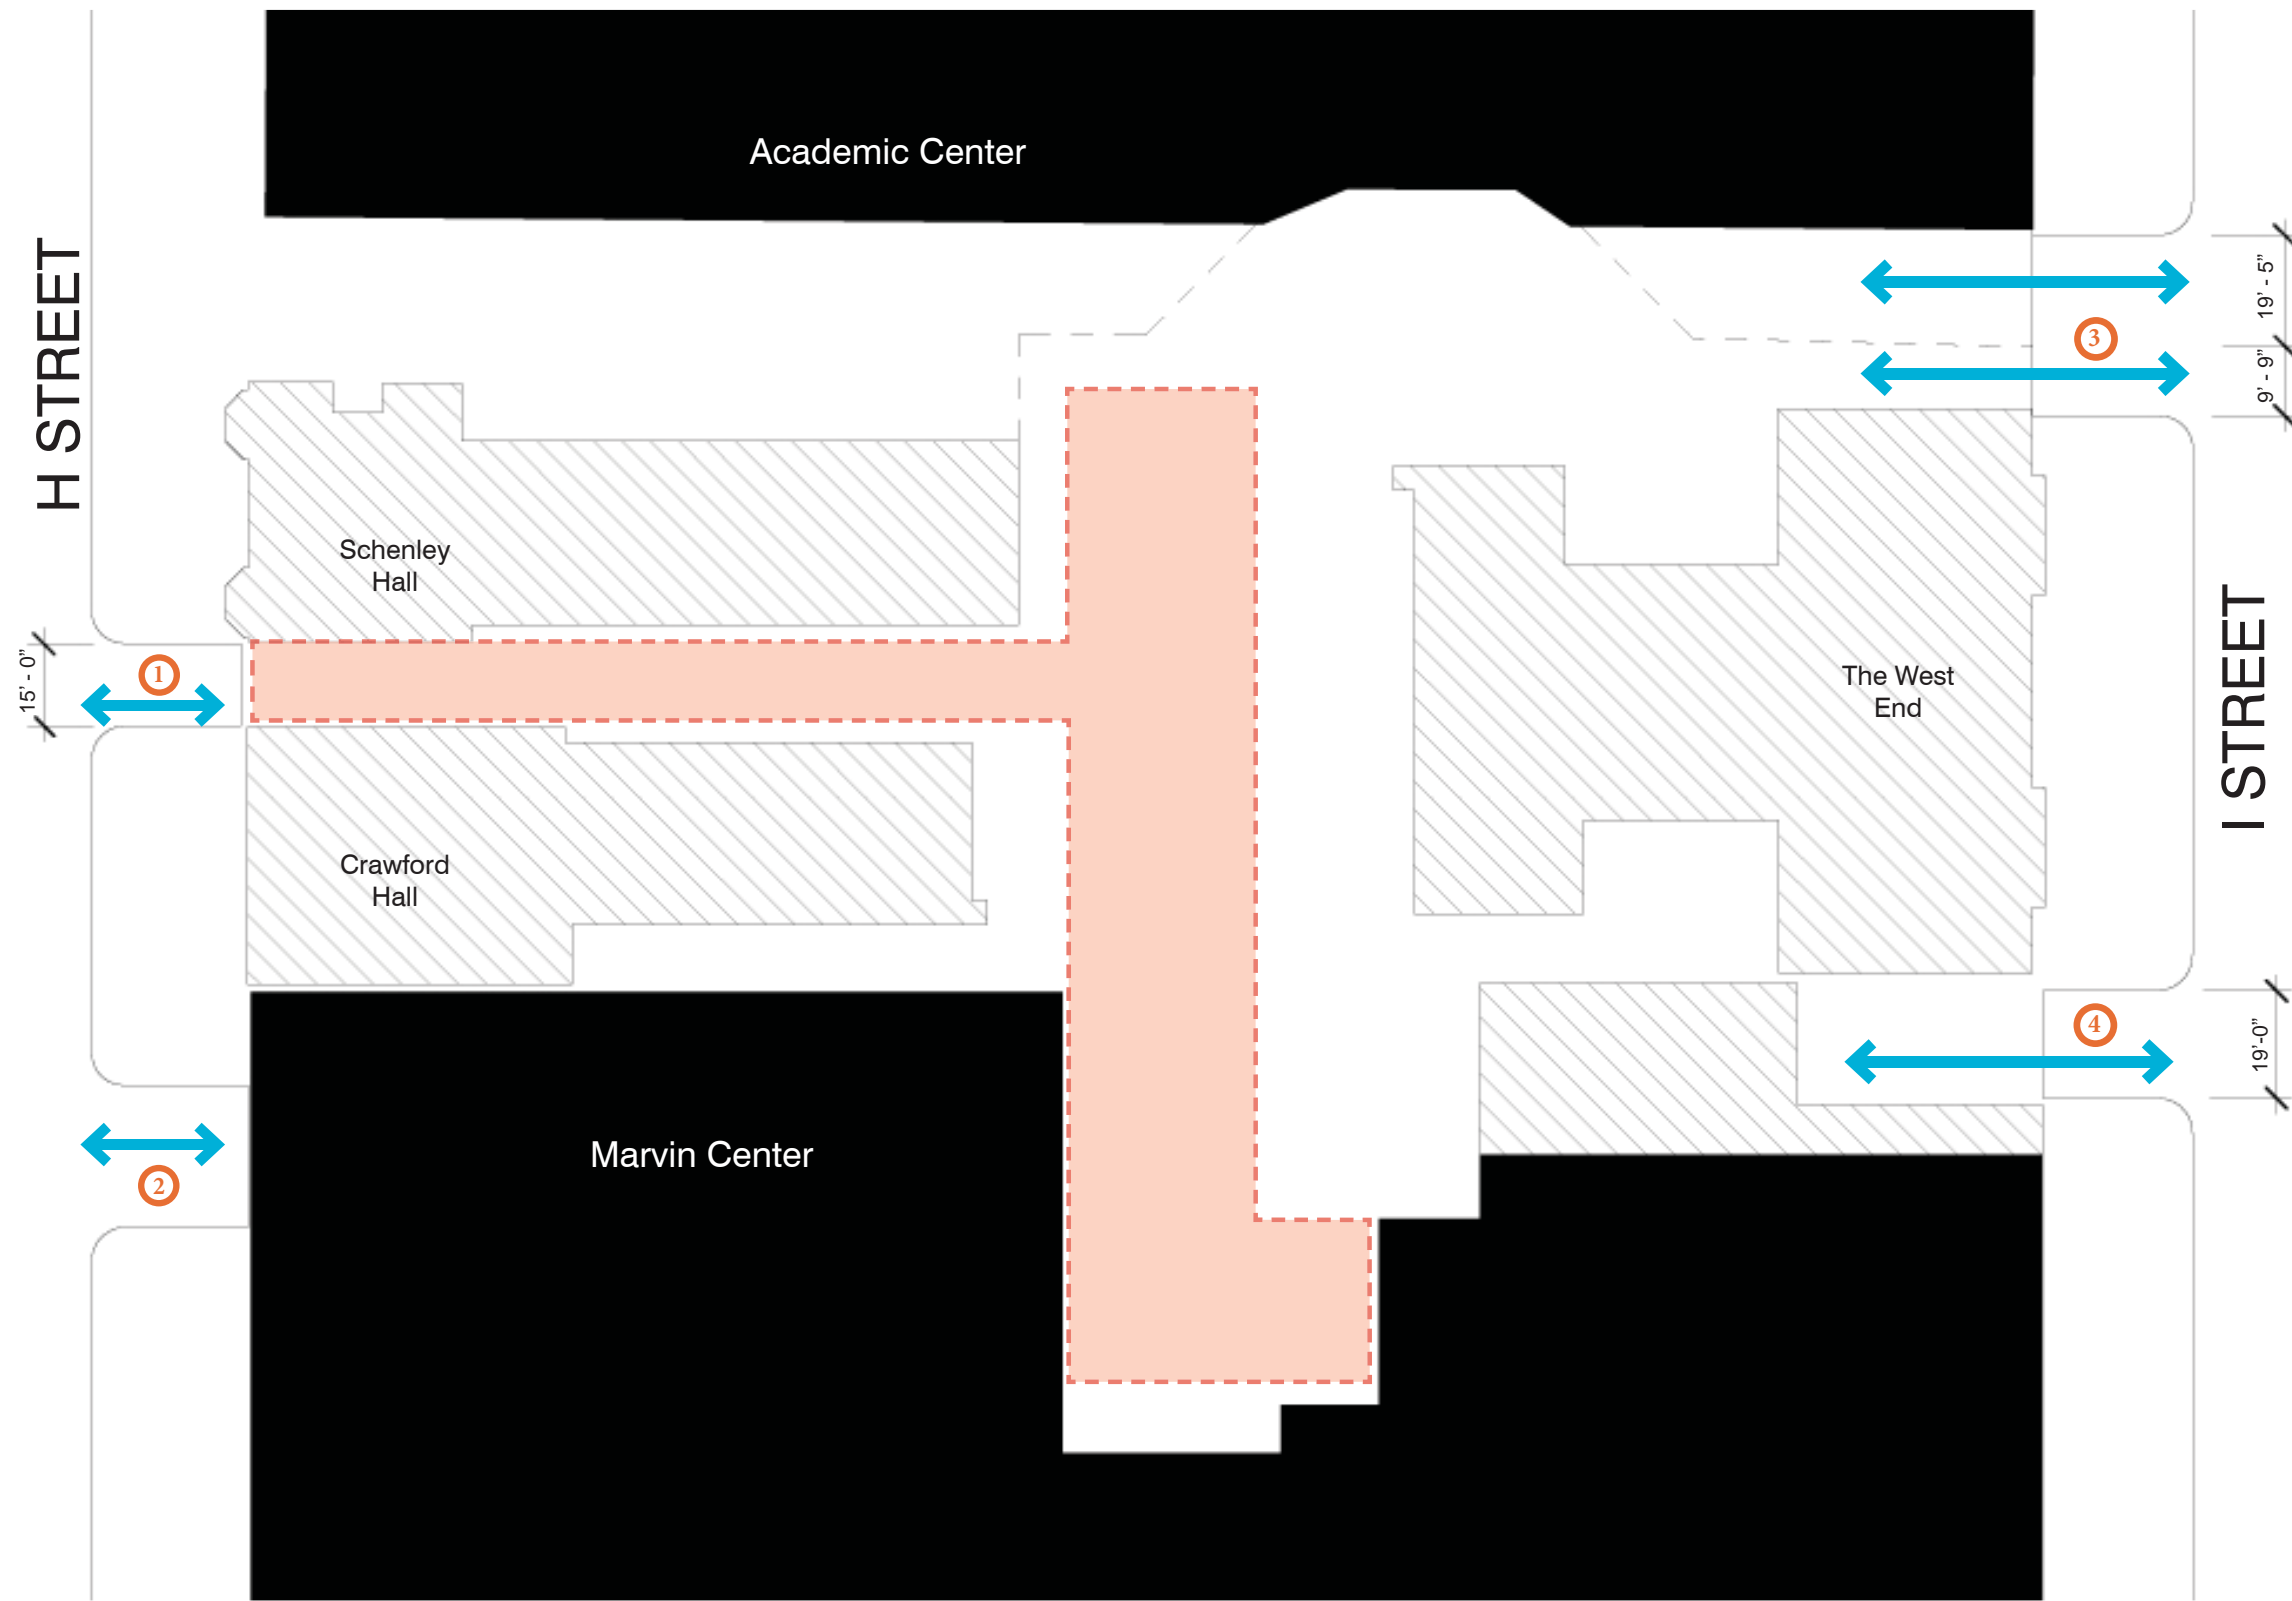 Academic Center
H STREET
19’ - 5”
3
9’ - 9”
Schenley
Hall
15’ - 0”
1
The West
End
I STREET
Crawford
Hall
4
19’-0”
Marvin Center
2